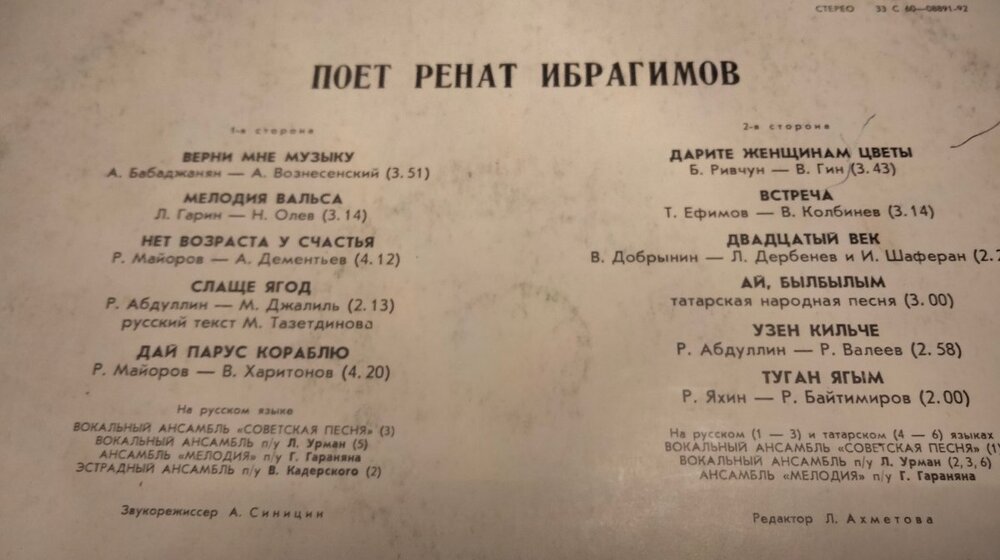 СТЕРЕО 33 С 60—08891-92
ПОЕТ РЕНАТ ИБРАГИМОВ
1-я сторона
ВЕРНИ МНЕ МУЗЫКУ
А. Бабаджанян — А. Вознесенский (3.51)
МЕЛОДИЯ ВАЛЬСА
Л. Гарин — Н. Олев (3.14)
НЕТ ВОЗРАСТА У СЧАСТЬЯ
Р. Майоров — А. Дементьев (4.12)
СЛАЩЕ ЯГОД
Р. Абдуллин — М. Джалиль (2.13)
русский текст М. Тазетдинова
ДАЙ ПАРУС КОРАБЛЮ
Р. Майоров — В. Харитонов (4.20)
На русском языке
ВОКАЛЬНЫЙ АНСАМБЛЬ «СОВЕТСКАЯ ПЕСНЯ» (3)
ВОКАЛЬНЫЙ АНСАМБЛЬ п/у Л. Урман (5)
АНСАМБЛЬ «МЕЛОДИЯ» п/у Г. Гараняна
ЭСТРАДНЫЙ АНСАМБЛЬ п/у В. Кадерского (2)
Звукорежиссер А. Синицин
2-я сторона
ДАРИТЕ ЖЕНЩИНАМ ЦВЕТЫ
Б. Ривчун — В. Гин (3.43)
ВСТРЕЧА
Т. Ефимов — В. Колбинев (3.14)
ДВАДЦАТЫЙ ВЕК
В. Добрынин — Л. Дербенев и И. Шаферан
АЙ, БЫЛБЫЛЫМ
татарская народная песня (3.00)
УЗЕН КИЛЬЧЕ
Р. Абдуллин — Р. Валеев (2.58)
ТУГАН ЯГЫМ
Р. Яхин — Р. Байтимиров (2.00)
На русском (1 — 3) и татарском (4 — 6) языках
ВОКАЛЬНЫЙ АНСАМБЛЬ «СОВЕТСКАЯ ПЕСНЯ» (1)
ВОКАЛЬНЫЙ АНСАМБЛЬ п/у Л. Урман (2,3,6)
АНСАМБЛЬ «МЕЛОДИЯ» п/у Г. Гараняна
Редактор Л. Ахметова